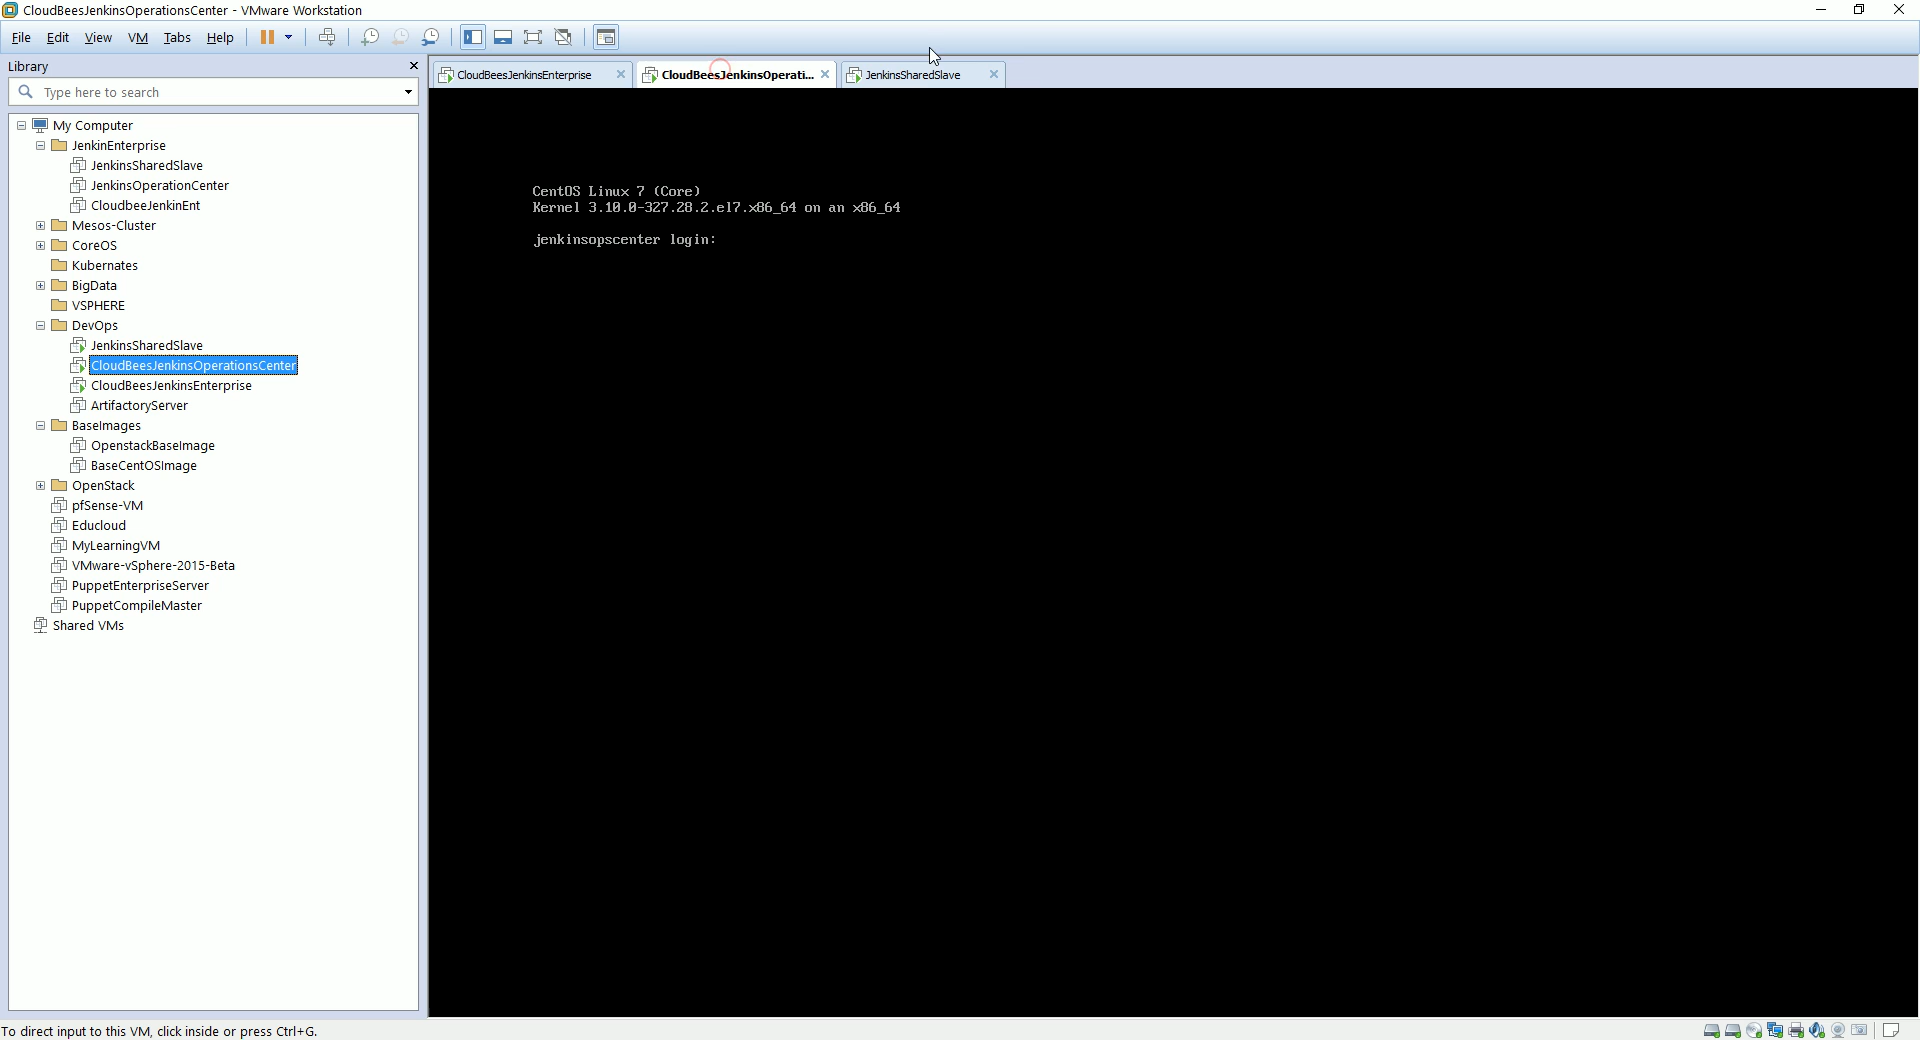 CloudBeesJenkinsOperationsCenter - VMware Workstation
File Edit View VM Tabs Help
Library
Type here to search
My Computer
JenkinEnterprise
JenkinsSharedSlave
JenkinsOperationCenter
CloudbeeJenkinEnt
Mesos-Cluster
CoreOS
Kubernates
BigData
VSPHERE
DevOps
JenkinsSharedSlave
CloudBeesJenkinsOperationsCenter
CloudBeesJenkinsEnterprise
ArtifactoryServer
BaseImages
OpenstackBaseImage
BaseCentOSImage
OpenStack
pfSense-VM
Educloud
MyLearningVM
VMware-vSphere-2015-Beta
PuppetEnterpriseServer
PuppetCompileMaster
Shared VMs
CloudBeesJenkinsEnterprise CloudBeesJenkinsOperati... JenkinsSharedSlave
CentOS Linux 7 (Core)
Kernel 3.10.0-327.28.2.el7.x86_64 on an x86_64
jenkinsopscenter login:
To direct input to this VM, click inside or press Ctrl+G.